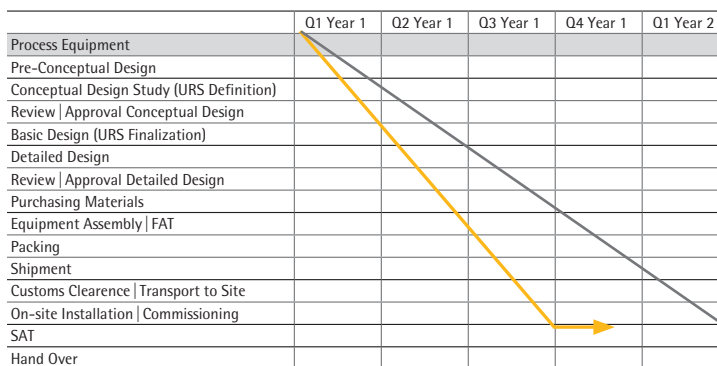 Q1 Year 1 Q2 Year 1 Q3 Year 1 Q4 Year 1 Q1 Year 2
Process Equipment
Pre-Conceptual Design
Conceptual Design Study (URS Definition)
Review | Approval Conceptual Design
Basic Design (URS Finalization)
Detailed Design
Review | Approval Detailed Design
Purchasing Materials
Equipment Assembly | FAT
Packing
Shipment
Customs Clearence | Transport to Site
On-site Installation | Commissioning
SAT
Hand Over